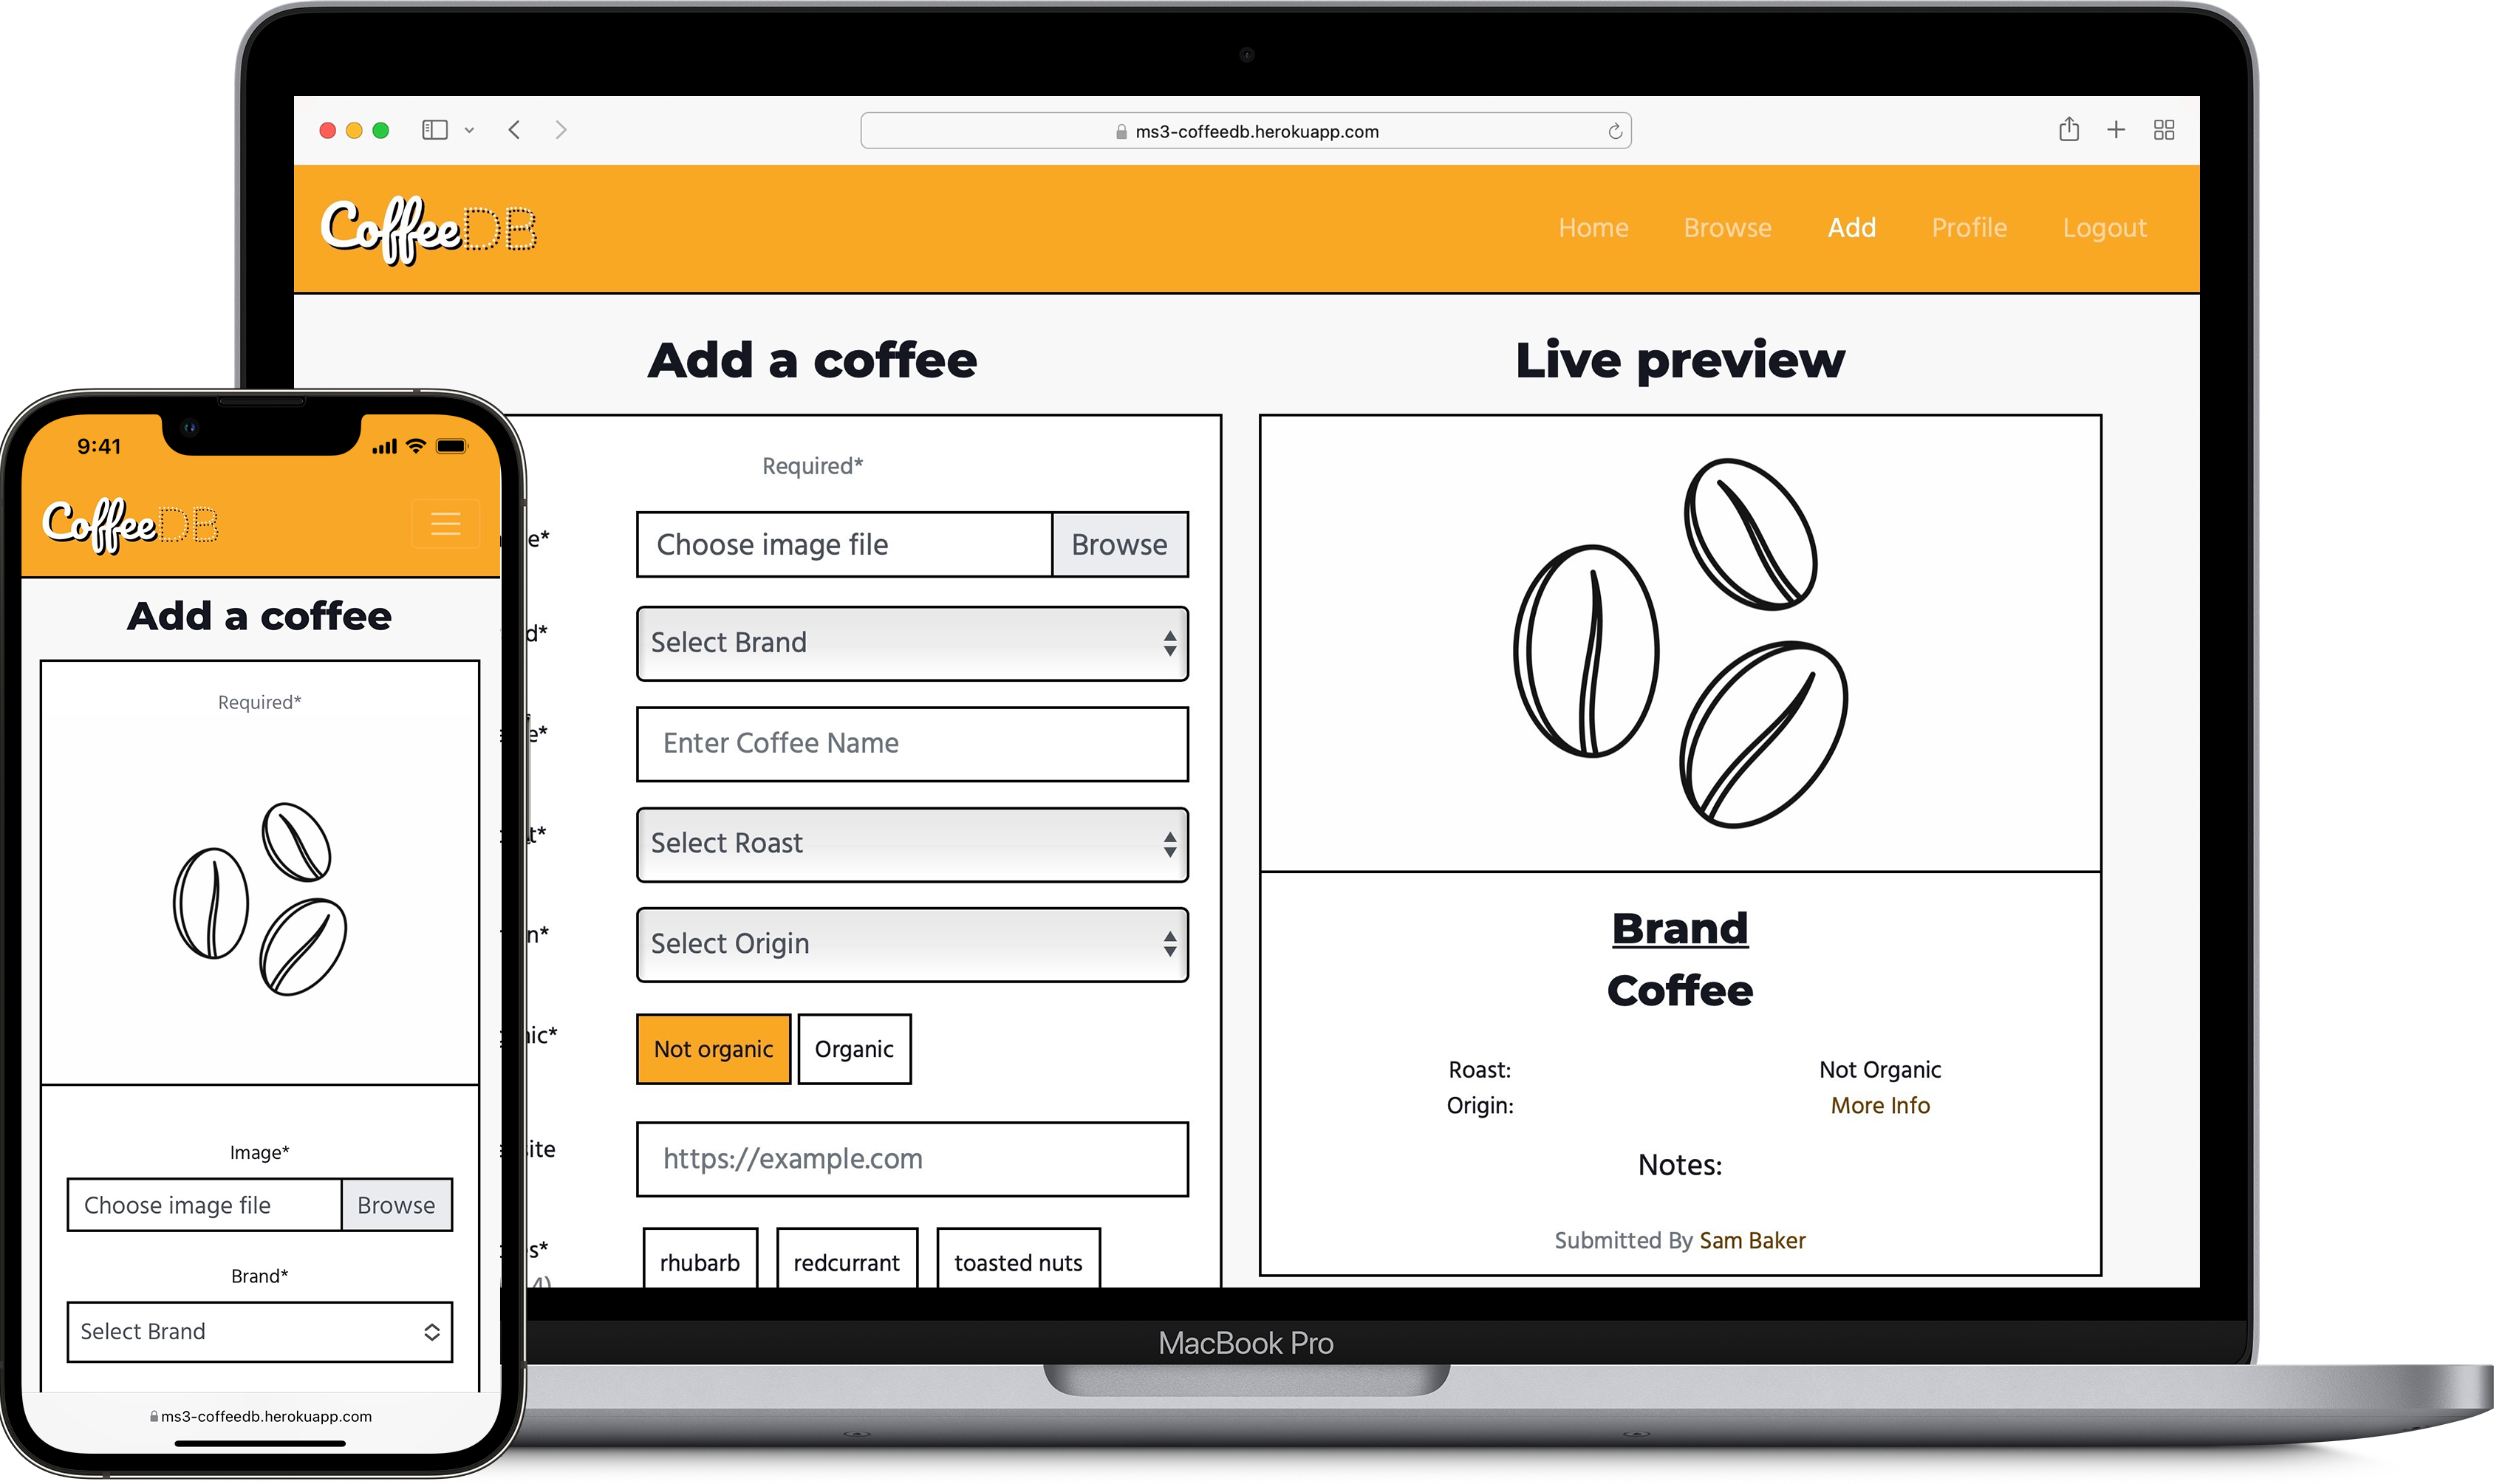 ms3-coffeedb.herokuapp.com
CoffeeDB
Home Browse Add Profile Logout
Add a coffee
Required*
Choose image file Browse
Select Brand
Enter Coffee Name
Select Roast
Select Origin
Not organic Organic
https://example.com
rhubarb redcurrant toasted nuts
Live preview
Brand
Coffee
Roast: Not Organic
Origin: More Info
Notes:
Submitted By Sam Baker
MacBook Pro
9:41
CoffeeDB
Add a coffee
Required*
Image*
Choose image file Browse
Brand*
Select Brand
ms3-coffeedb.herokuapp.com